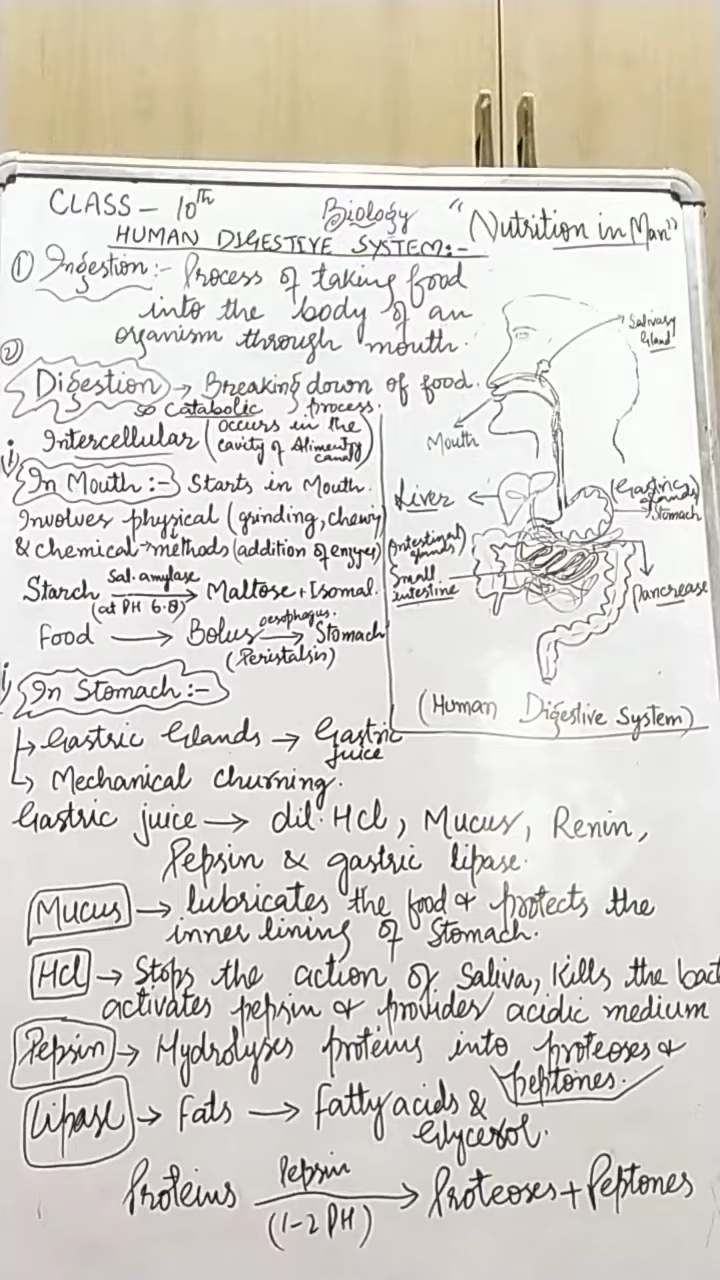 CLASS - 10th Biology "Nutrition in Man"
HUMAN DIGESTIVE SYSTEM:-
① Ingestion:- Process of taking food
into the body of an
organism through mouth.
②
Digestion → Breaking down of food.
Catabolic process.
i) Intercellular (occurs in the
cavity of Alimentry
canal)
In Mouth:- Starts in Mouth.
Involves physical (grinding, chewing
& chemical → methods (addition of enzymes)
Starch Sal. amylase → Maltose + Isomal.
(at PH 6.8)
Food → Bolus oesophagus. → Stomach
(Peristalsis)
Salivary
Gland
Mouth
Liver
(Gastric
glands)
Stomach
(Intestinal
glands)
Small
intestine
Pancrease
(Human Digestive System)
In Stomach:-
↳ Gastric Glands → Gastric
juice
↳ Mechanical churning.
Gastric juice → dil. Hcl, Mucus, Renin,
Pepsin & gastric lipase.
Mucus → lubricates the food & protects the
inner lining of Stomach.
Hcl → Stops the action of Saliva, Kills the bact
activates pepsin & provides acidic medium
Pepsin → Hydrolyses proteins into proteoses &
peptones.
Lipase → Fats → Fatty acids &
Glycerol.
Proteins Pepsin → Proteoses + Peptones
(1-2 PH)